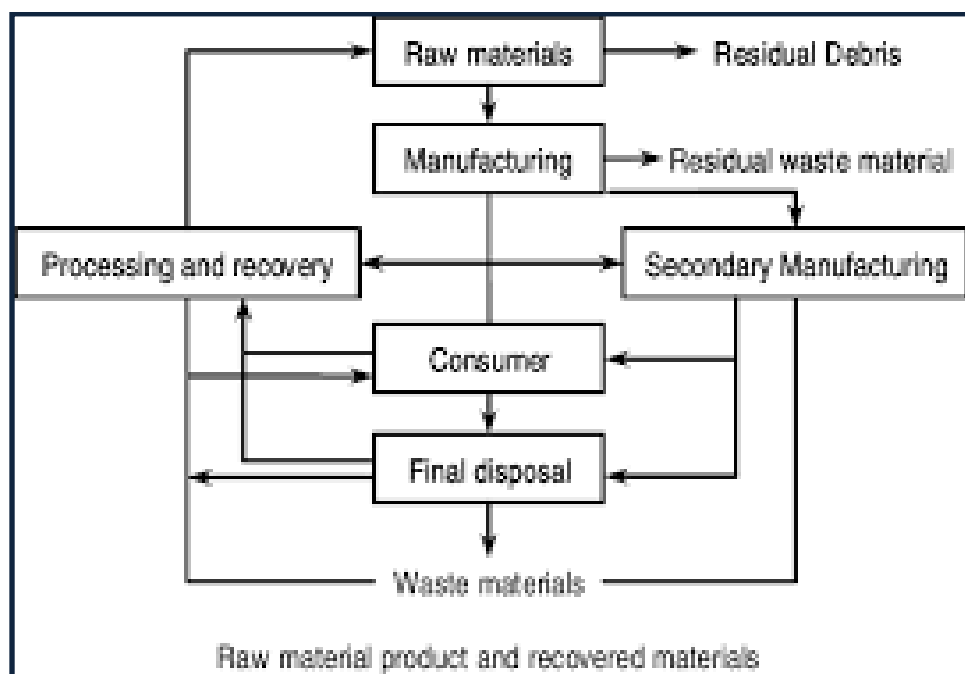 Raw materials
Residual Debris
Manufacturing
Residual waste material
Processing and recovery
Secondary Manufacturing
Consumer
Final disposal
Waste materials
Raw material product and recovered materials